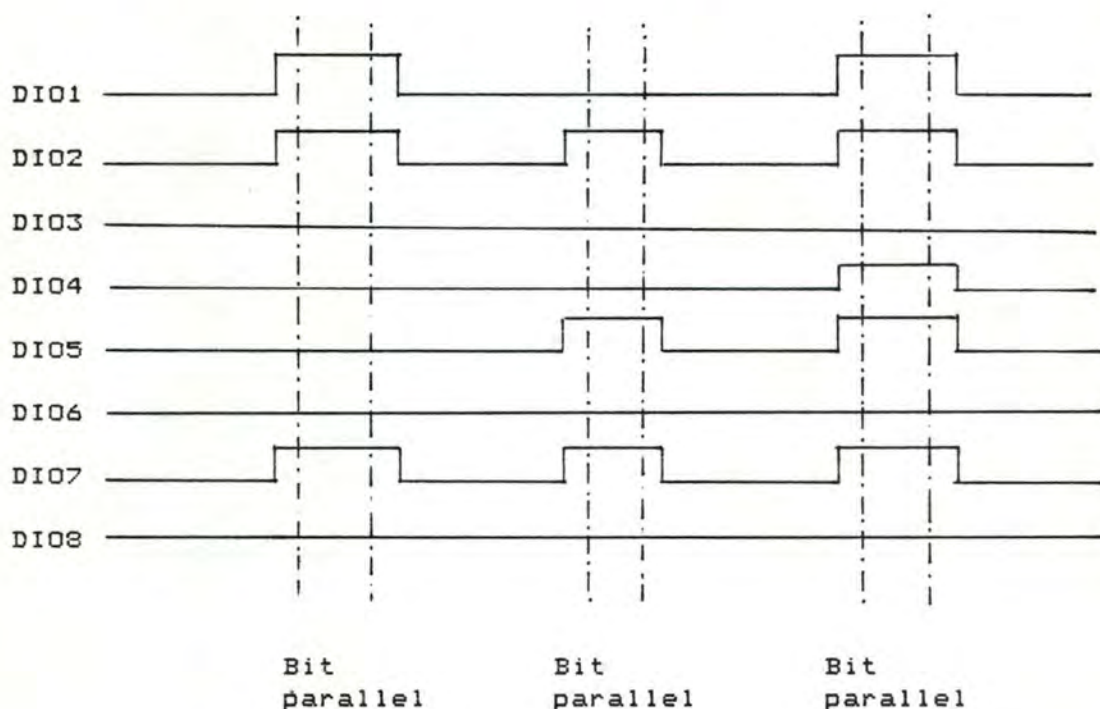 DIO1
DIO2
DIO3
DIO4
DIO5
DIO6
DIO7
DIO8
Bit parallel
Bit parallel
Bit parallel